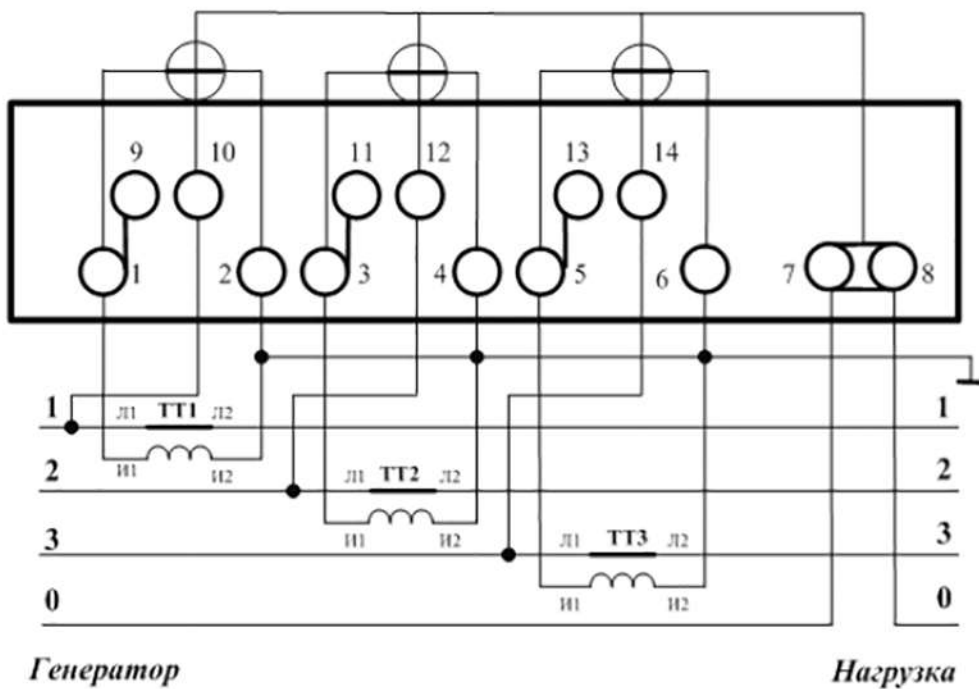 9 10 11 12 13 14
1 2 3 4 5 6 7 8
1 Л1 ТТ1 Л2 1
И1 И2
2 Л1 ТТ2 Л2 2
И1 И2
3 Л1 ТТ3 Л2 3
И1 И2
0 0
Генератор Нагрузка